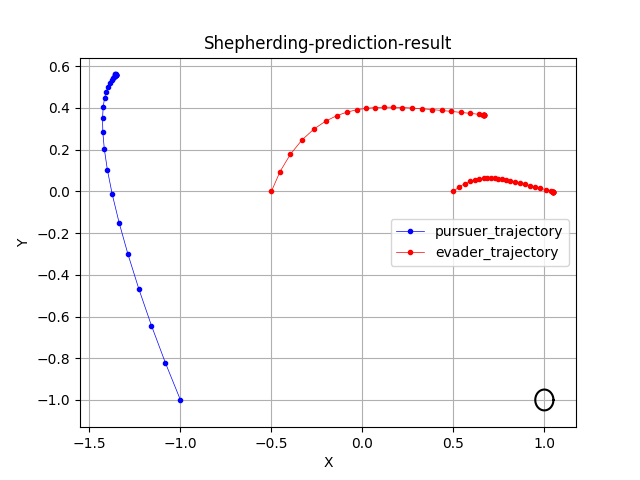 Shepherding-prediction-result
0.6
0.4
0.2
0.0
−0.2
−0.4
−0.6
−0.8
−1.0
Y
pursuer_trajectory
evader_trajectory
−1.5 −1.0 −0.5 0.0 0.5 1.0
X